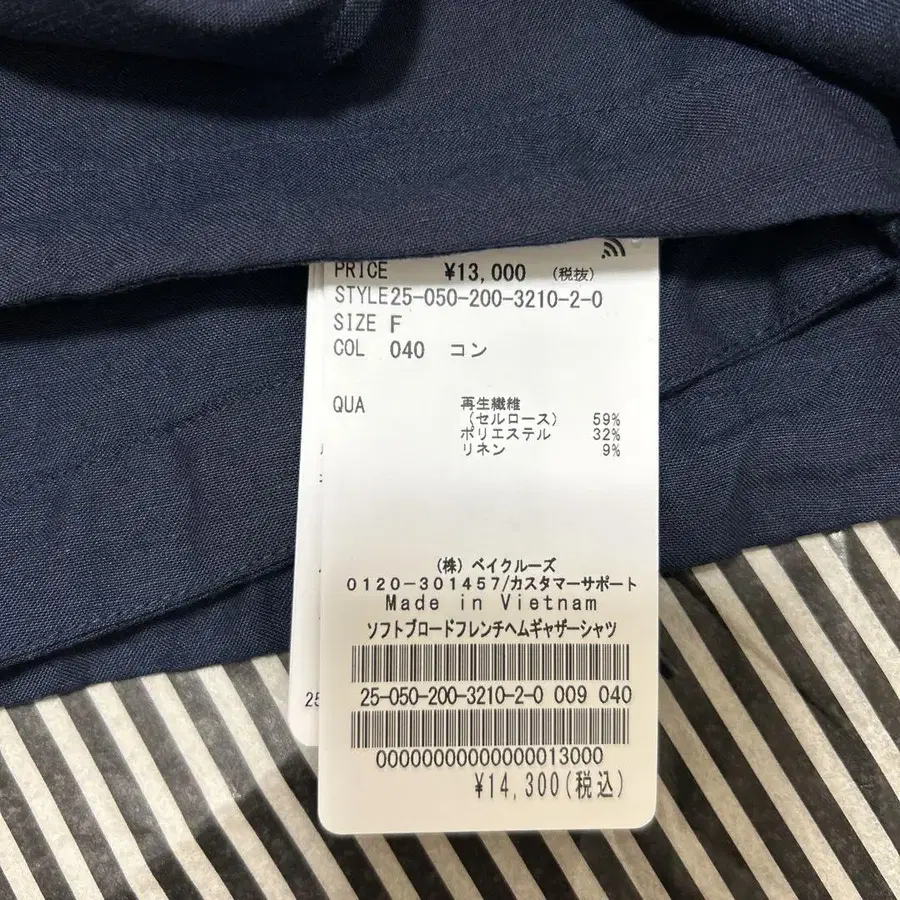 PRICE ¥13,000 (税抜)
STYLE25-050-200-3210-2-0
SIZE F
COL 040 コン
QUA 再生繊維
(セルロース) 59%
ポリエステル 32%
リネン 9%
(株) ベイクルーズ
0120-301457/カスタマーサポート
Made in Vietnam
ソフトブロードフレンチヘムギャザーシャツ
25-050-200-3210-2-0 009 040
00000000000000013000
¥14,300(税込)
25